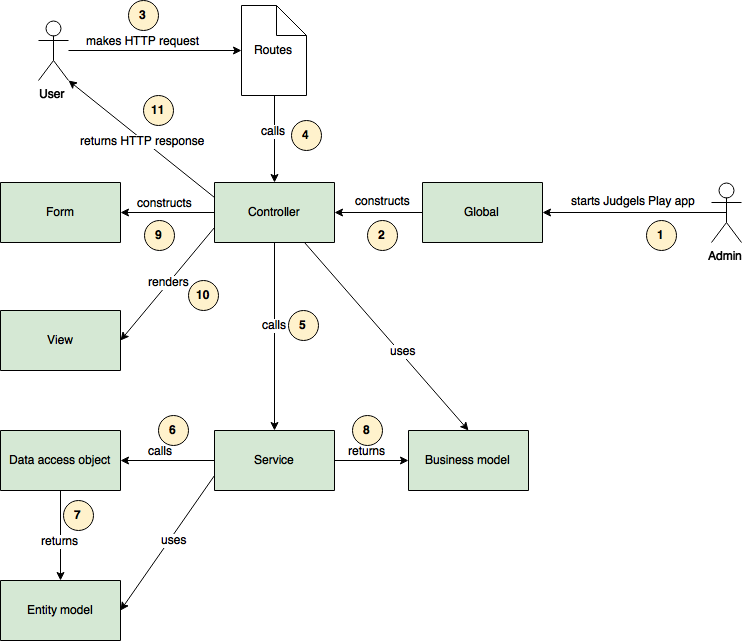 3
makes HTTP request
Routes
User
11
calls
4
returns HTTP response
Form
constructs
9
Controller
constructs
2
Global
starts Judgels Play app
1
Admin
renders
10
View
calls
5
uses
6
calls
8
returns
Data access object
Service
Business model
7
returns
uses
Entity model